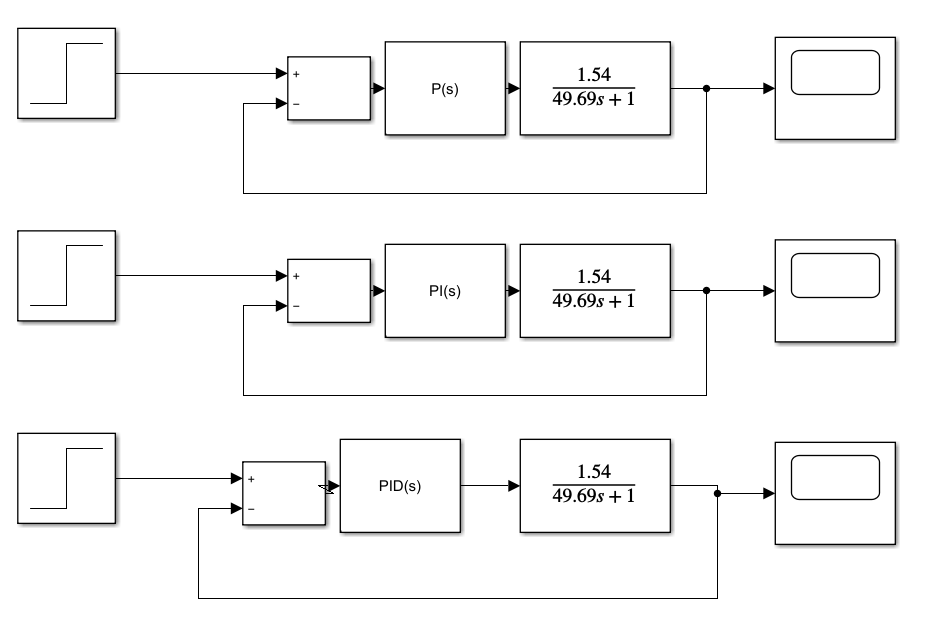 +
−
P(s)
1.54
49.69s + 1
+
−
PI(s)
1.54
49.69s + 1
+
−
PID(s)
1.54
49.69s + 1